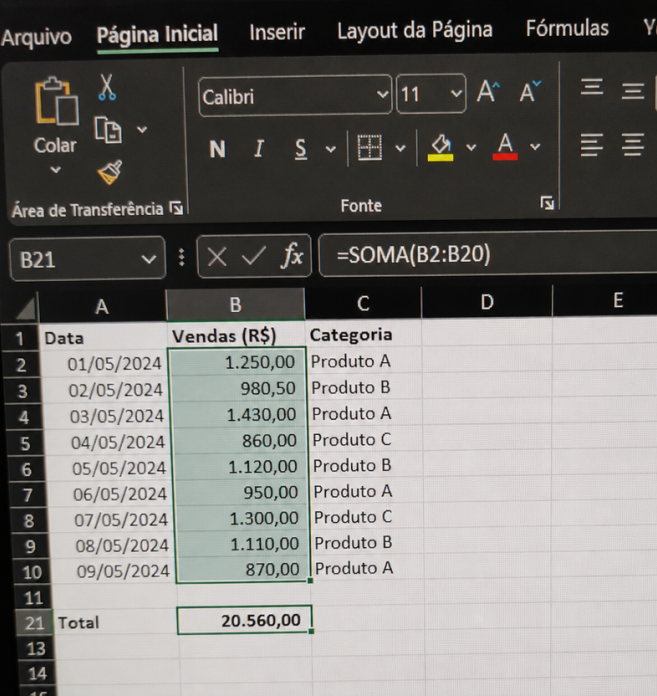 Arquivo Página Inicial Inserir Layout da Página Fórmulas
Colar
Calibri 11 A A
N I S A
Área de Transferência Fonte
B21 fx =SOMA(B2:B20)
A B C D E
1 Data Vendas (R$) Categoria
2 01/05/2024 1.250,00 Produto A
3 02/05/2024 980,50 Produto B
4 03/05/2024 1.430,00 Produto A
5 04/05/2024 860,00 Produto C
6 05/05/2024 1.120,00 Produto B
7 06/05/2024 950,00 Produto A
8 07/05/2024 1.300,00 Produto C
9 08/05/2024 1.110,00 Produto B
10 09/05/2024 870,00 Produto A
11
21 Total 20.560,00
13
14